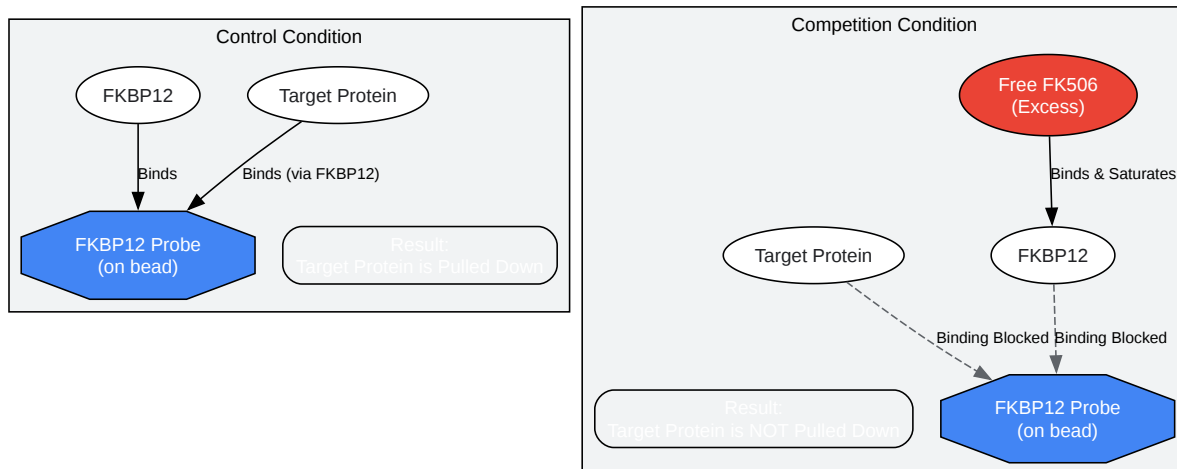 Control Condition
FKBP12
Target Protein
Binds
Binds (via FKBP12)
FKBP12 Probe
(on bead)
Result:
Target Protein is Pulled Down
Competition Condition
Free FK506
(Excess)
Binds & Saturates
Target Protein
FKBP12
Binding Blocked
Binding Blocked
Result:
Target Protein is NOT Pulled Down
FKBP12 Probe
(on bead)